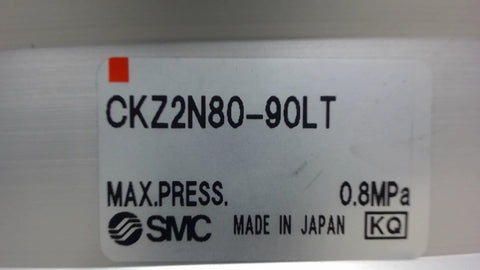 CKZ2N80-90LT
MAX.PRESS. 0.8MPa
SMC MADE IN JAPAN KQ